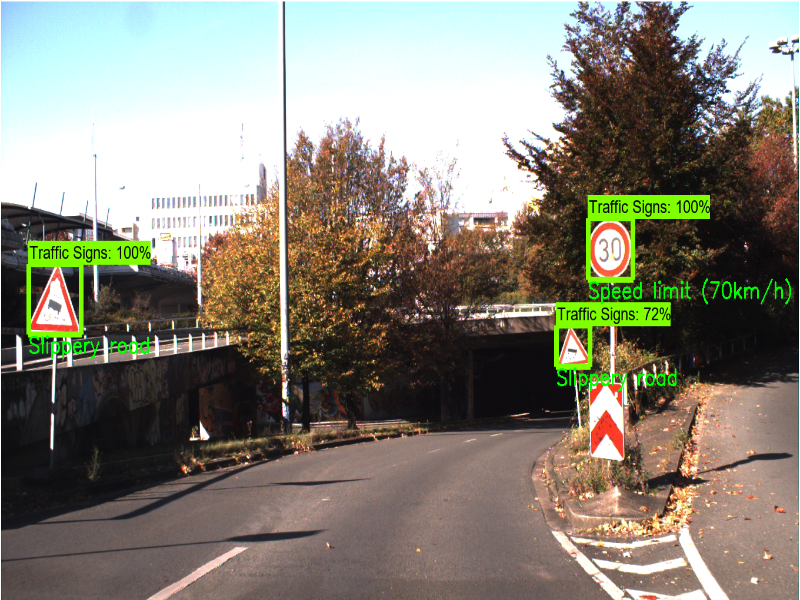 Traffic Signs: 100%
30
Speed limit (70km/h)
Traffic Signs: 100%
Slippery road
Traffic Signs: 72%
Slippery road